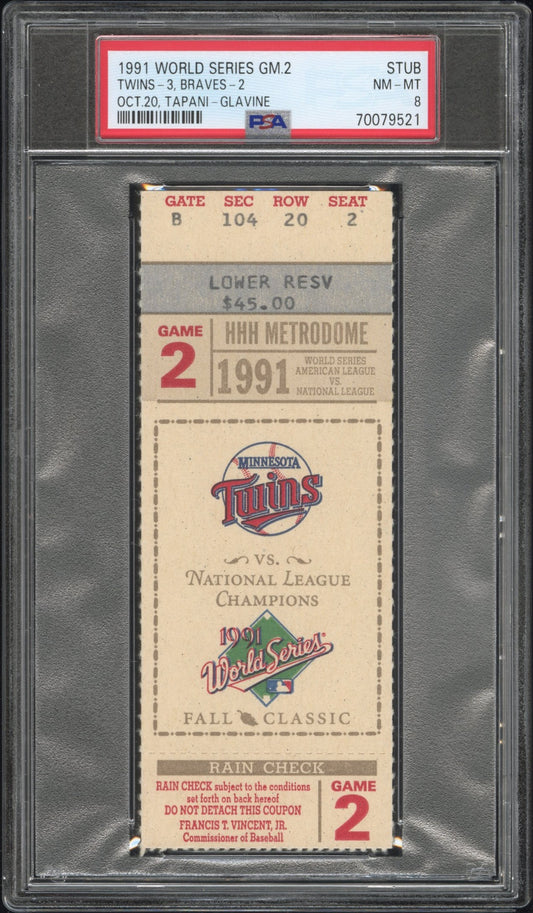 1991 WORLD SERIES GM.2 STUB
TWINS-3, BRAVES-2 NM-MT
OCT.20, TAPANI-GLAVINE 8
PSA 70079521
GATE SEC ROW SEAT
B 104 20 2
LOWER RESV
$45.00
GAME
2
HHH METRODOME
1991
WORLD SERIES
AMERICAN LEAGUE
VS.
NATIONAL LEAGUE
MINNESOTA
Twins
VS.
NATIONAL LEAGUE
CHAMPIONS
1991
World Series
FALL CLASSIC
RAIN CHECK
RAIN CHECK subject to the conditions
set forth on back hereof
DO NOT DETACH THIS COUPON
FRANCIS T. VINCENT, JR.
Commissioner of Baseball
GAME
2